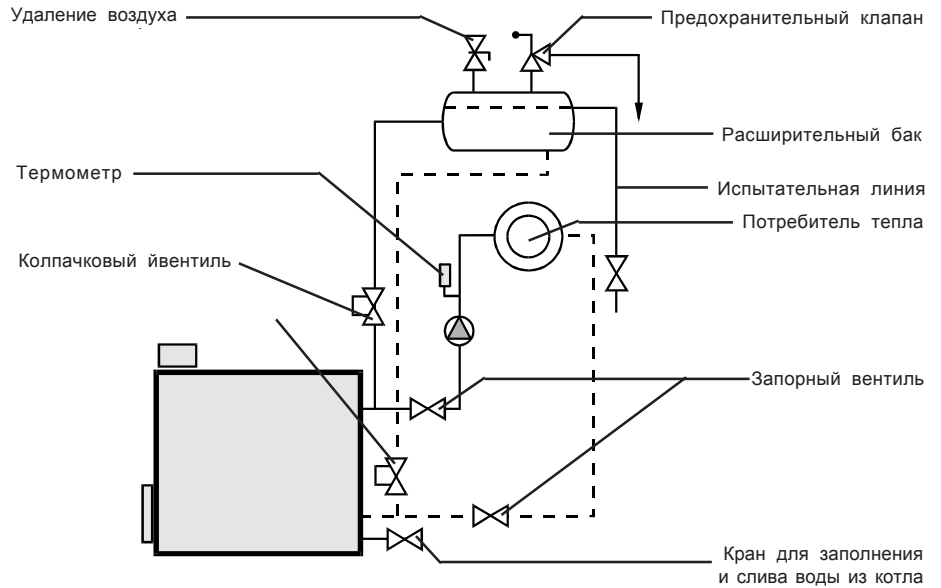 Удаление воздуха
Предохранительный клапан
Расширительный бак
Термометр
Испытательная линия
Потребитель тепла
Колпачковый йвентиль
Запорный вентиль
Кран для заполнения
и слива воды из котла